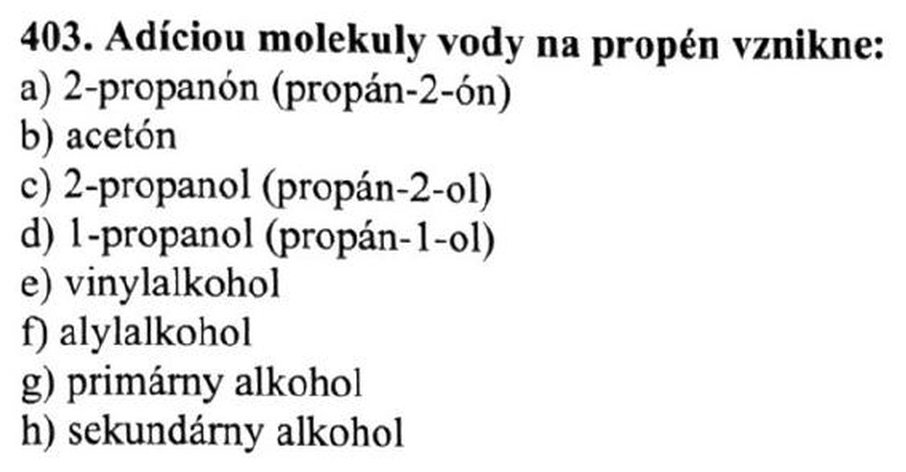 403. Adíciou molekuly vody na propén vznikne:
a) 2-propanón (propán-2-ón)
b) acetón
c) 2-propanol (propán-2-ol)
d) 1-propanol (propán-1-ol)
e) vinylalkohol
f) alylalkohol
g) primárny alkohol
h) sekundárny alkohol